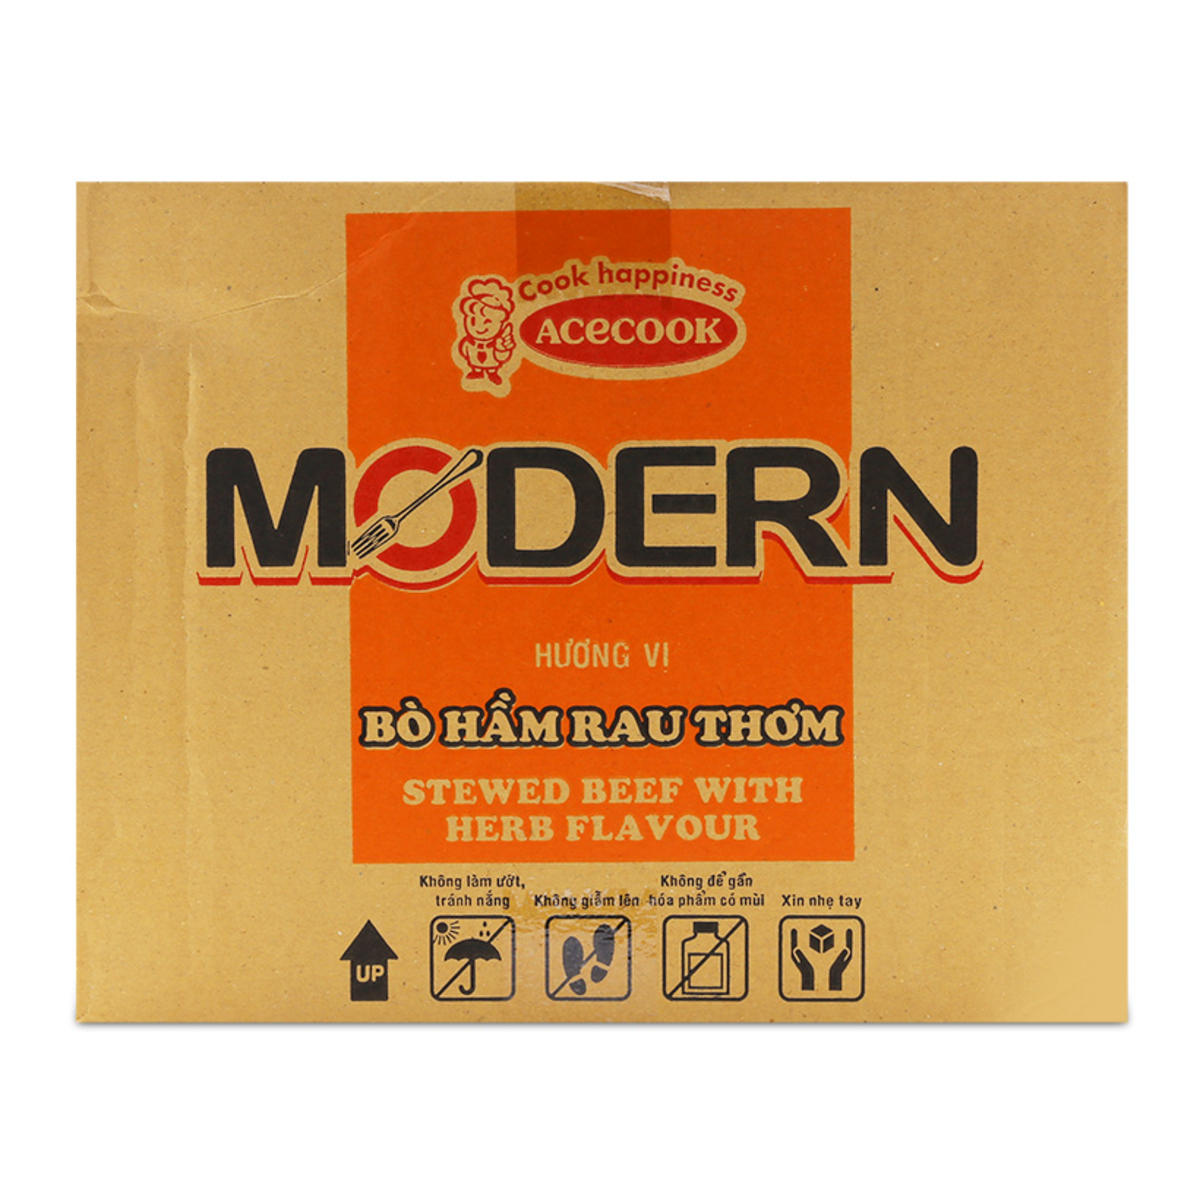 Cook happiness
ACECOOK
MODERN
HƯƠNG VỊ
BÒ HẦM RAU THƠM
STEWED BEEF WITH
HERB FLAVOUR
Không làm ướt,
tránh nắng
Không giẫm lên
Không để gần
hóa phẩm có mùi
Xin nhẹ tay
UP